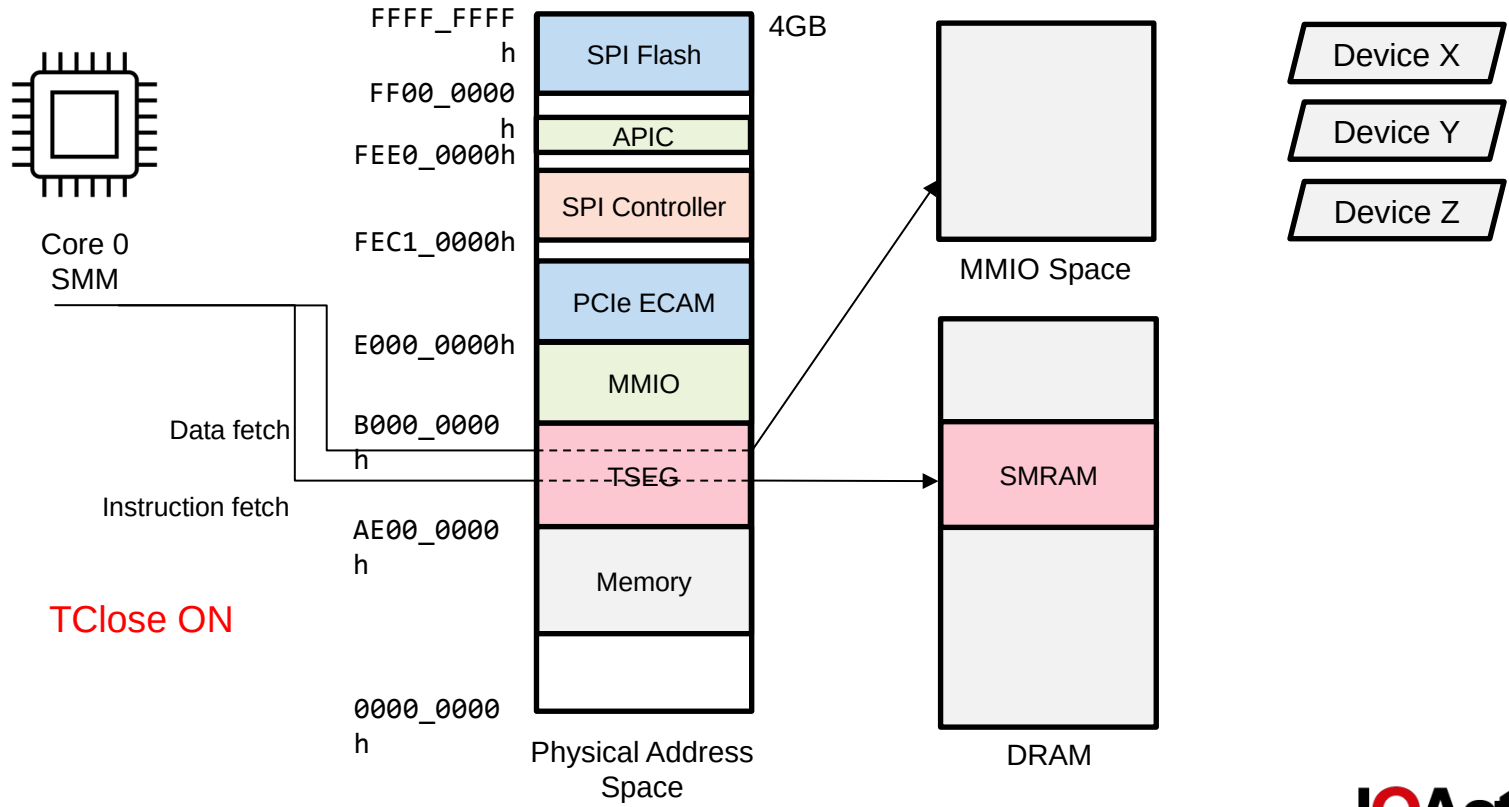 FFFF_FFFF
h
4GB
SPI Flash
FF00_0000
h
APIC
FEE0_0000h
SPI Controller
FEC1_0000h
PCIe ECAM
E000_0000h
MMIO
B000_0000
h
TSEG
AE00_0000
h
Memory
0000_0000
h
Physical Address
Space
Core 0
SMM
Data fetch
Instruction fetch
TClose ON
MMIO Space
SMRAM
DRAM
Device X
Device Y
Device Z